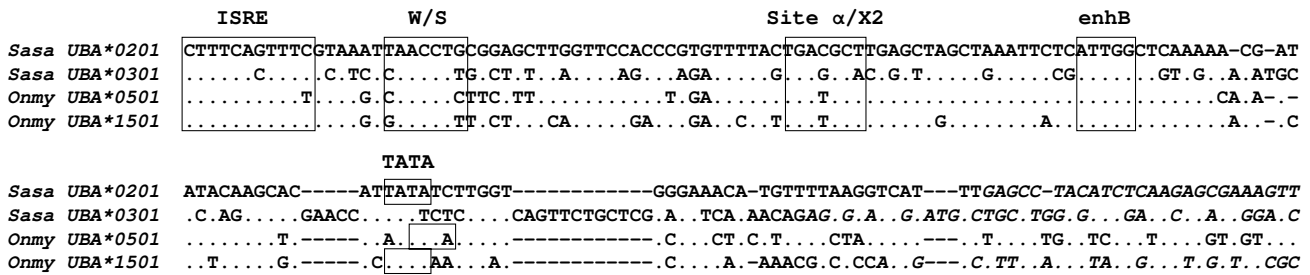 ISRE W/S Site α/X2 enhB
Sasa UBA*0201 CTTTCAGTTTCGTAAATTAACCTGCGGAGCTTGGTTCCACCCGTGTTTTACTGACGCTTGAGCTAGCTAAATTCTCATTGGCTCAAAAA–CG–AT
Sasa UBA*0301 ......C.....C.TC.C.....TG.CT.T..A....AG...AGA......G...G..AC.G.T.....G.....CG.......GT.G..A.ATGC
Onmy UBA*0501 ..........T....G.C......CTTC.TT...........T.GA.......T.................................CA.A–.–
Onmy UBA*1501 ...............G.G.....TT.CT...CA.....GA...GA..C..T...T.........G........A...............A..–.C
TATA
Sasa UBA*0201 ATACAAGCAC–––––ATTATATCTTGGT––––––––––––GGGAAACA–TGTTTTAAGGTCAT–––TTGAGCC–TACATCTCAAGAGCGAAAGTT
Sasa UBA*0301 .C.AG....GAACC.....TCTC....CAGTTCTGCTCG.A..TCA.AACAGAG.G.A..G.ATG.CTGC.TGG.G...GA..C..A..GGA.C
Onmy UBA*0501 ........T.–––––..A....A.....––––––––––––.C...CT.C.T....CTA.....–––..T....TG..TC...T....GT.GT...
Onmy UBA*1501 ..T.....G.–––––.C....AA...A.––––––––––––.C....A.–AAACG.C.CCA..G–––.C.TT..A...TA..G...T.G.T..CGC